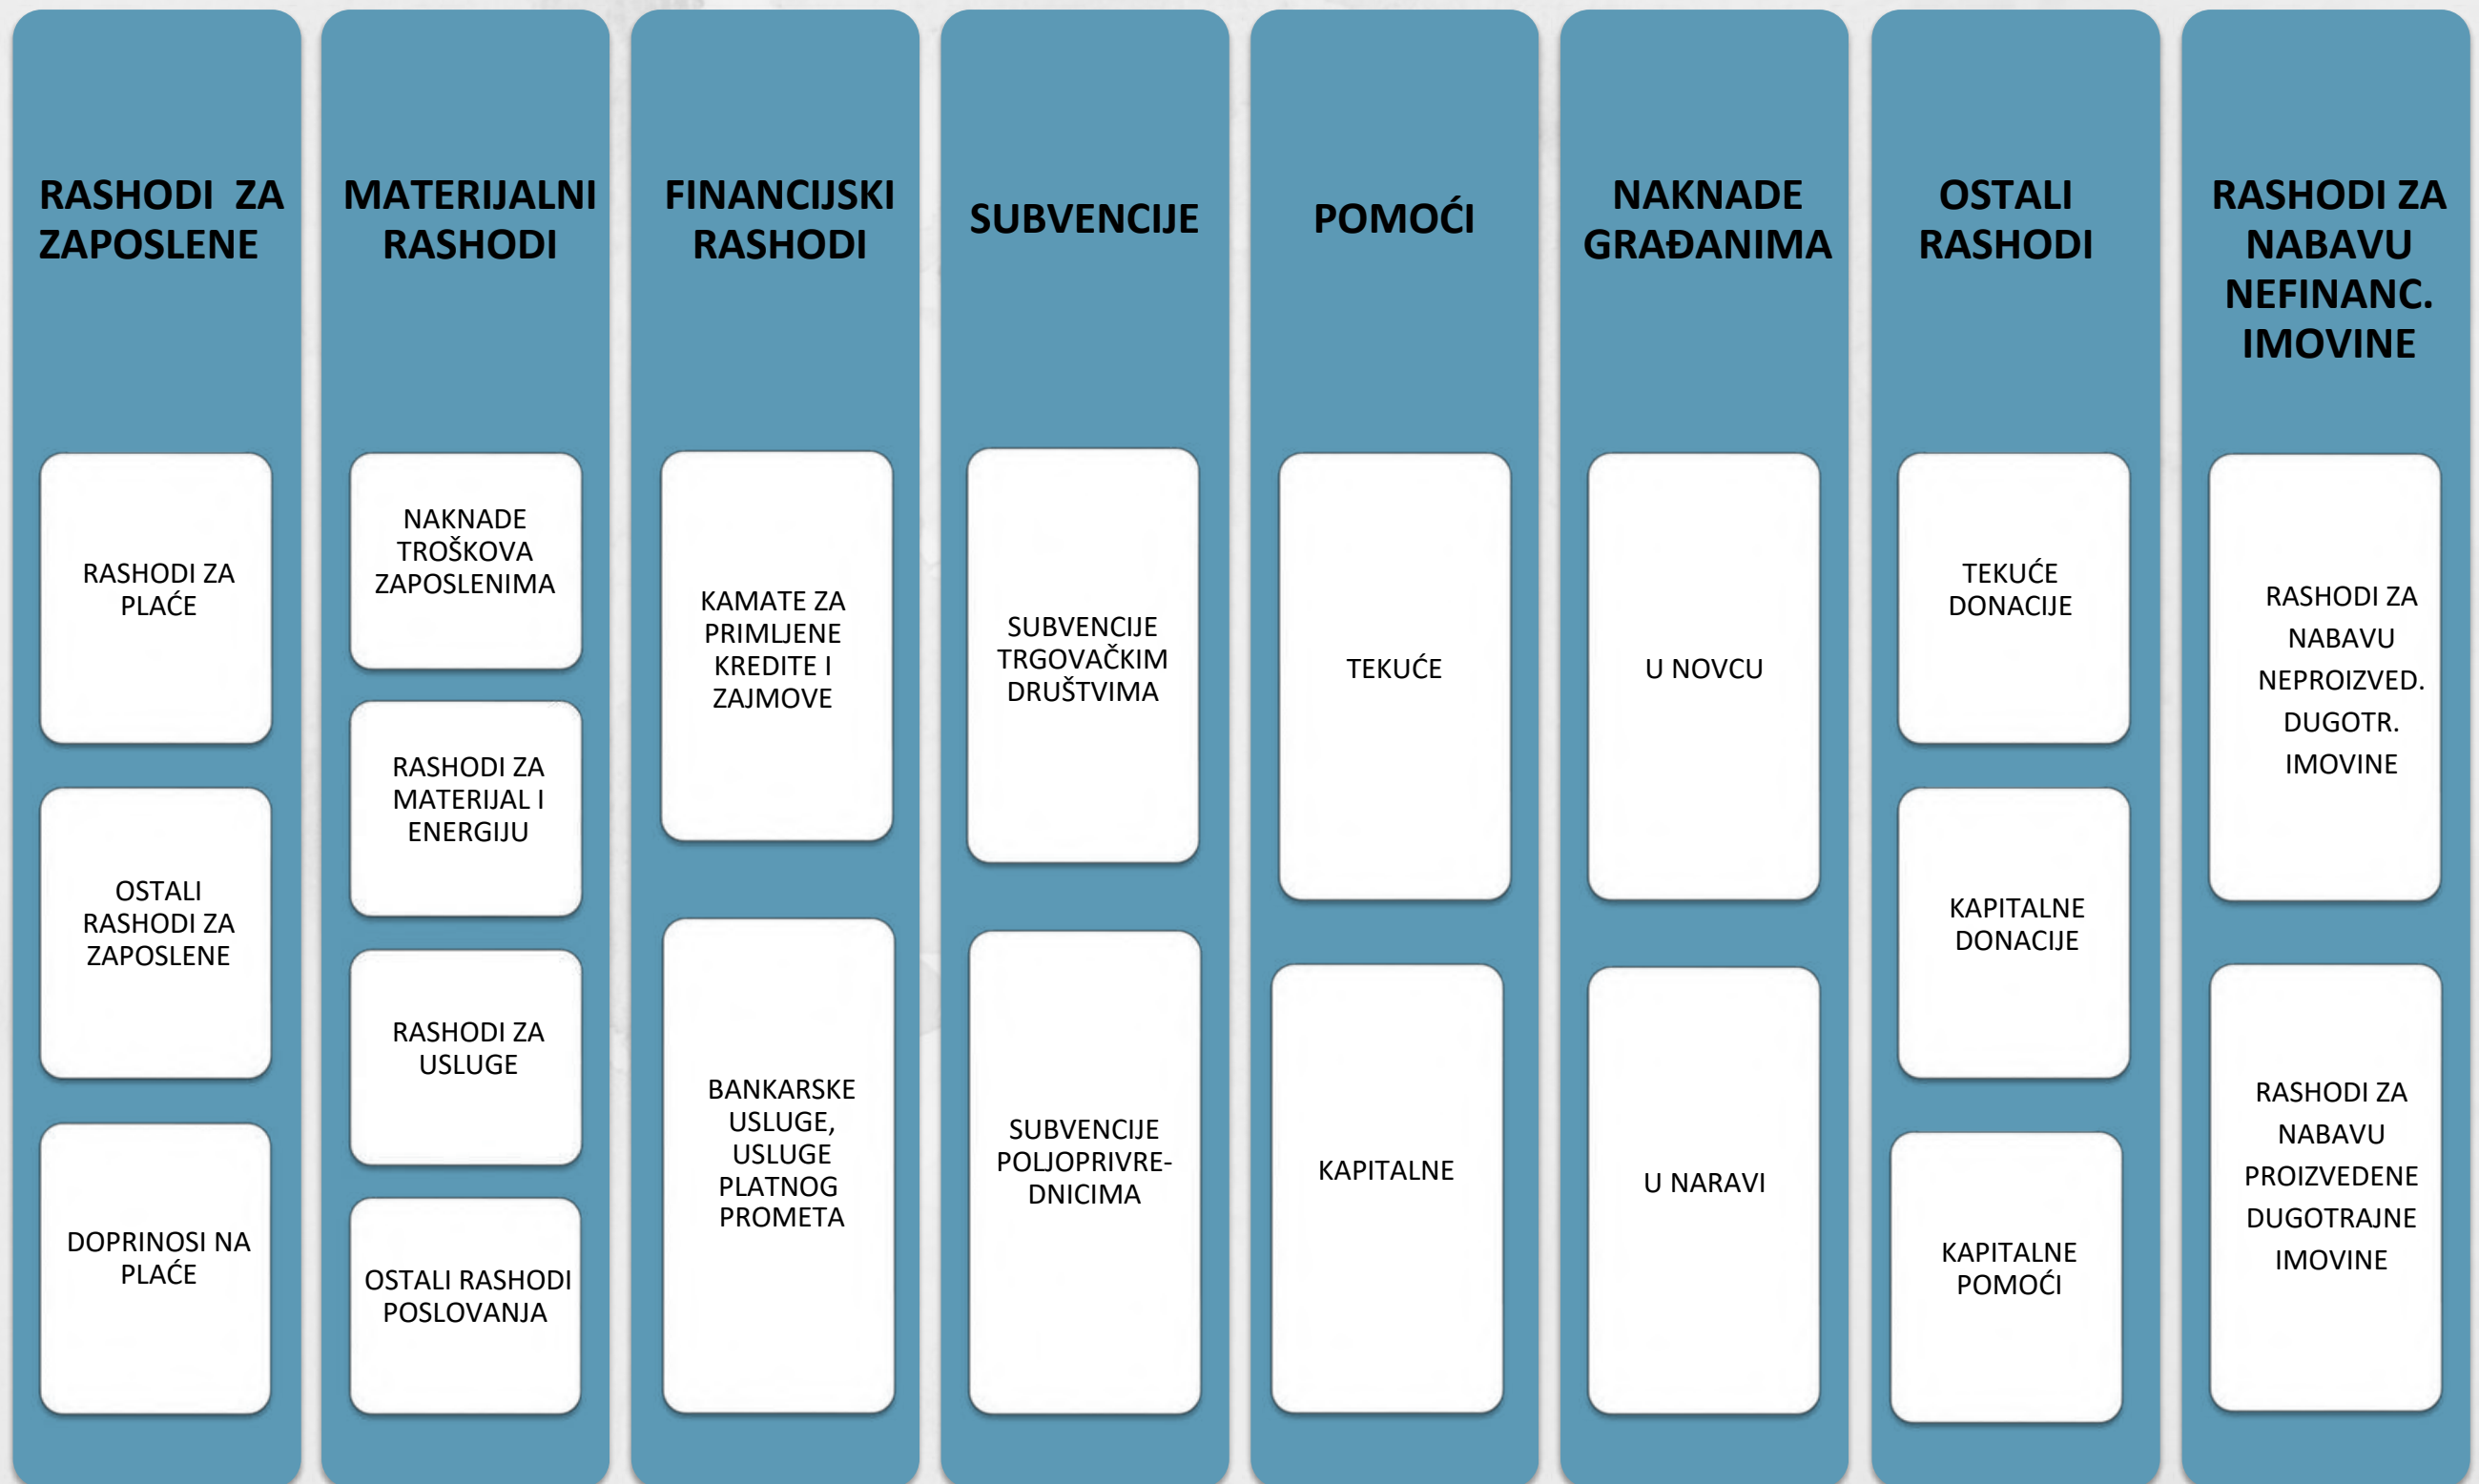 RASHODI ZA
ZAPOSLENE
RASHODI ZA
PLAĆE
OSTALI
RASHODI ZA
ZAPOSLENE
DOPRINOSI NA
PLAĆE
MATERIJALNI
RASHODI
NAKNADE
TROŠKOVA
ZAPOSLENIMA
RASHODI ZA
MATERIJAL I
ENERGIJU
RASHODI ZA
USLUGE
OSTALI RASHODI
POSLOVANJA
FINANCIJSKI
RASHODI
KAMATE ZA
PRIMLJENE
KREDITE I
ZAJMOVE
BANKARSKE
USLUGE,
USLUGE
PLATNOG
PROMETA
SUBVENCIJE
SUBVENCIJE
TRGOVAČKIM
DRUŠTVIMA
SUBVENCIJE
POLJOPRIVRE-
DNICIMA
POMOĆI
TEKUĆE
KAPITALNE
NAKNADE
GRAĐANIMA
U NOVCU
U NARAVI
OSTALI
RASHODI
TEKUĆE
DONACIJE
KAPITALNE
DONACIJE
KAPITALNE
POMOĆI
RASHODI ZA
NABAVU
NEFINANC.
IMOVINE
RASHODI ZA
NABAVU
NEPROIZVED.
DUGOTR.
IMOVINE
RASHODI ZA
NABAVU
PROIZVEDENE
DUGOTRAJNE
IMOVINE